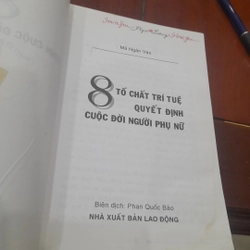 Mã Ngân Văn
8 TỐ CHẤT TRÍ TUỆ
QUYẾT ĐỊNH
CUỘC ĐỜI NGƯỜI PHỤ NỮ
Biên dịch: Phan Quốc Bảo
NHÀ XUẤT BẢN LAO ĐỘNG